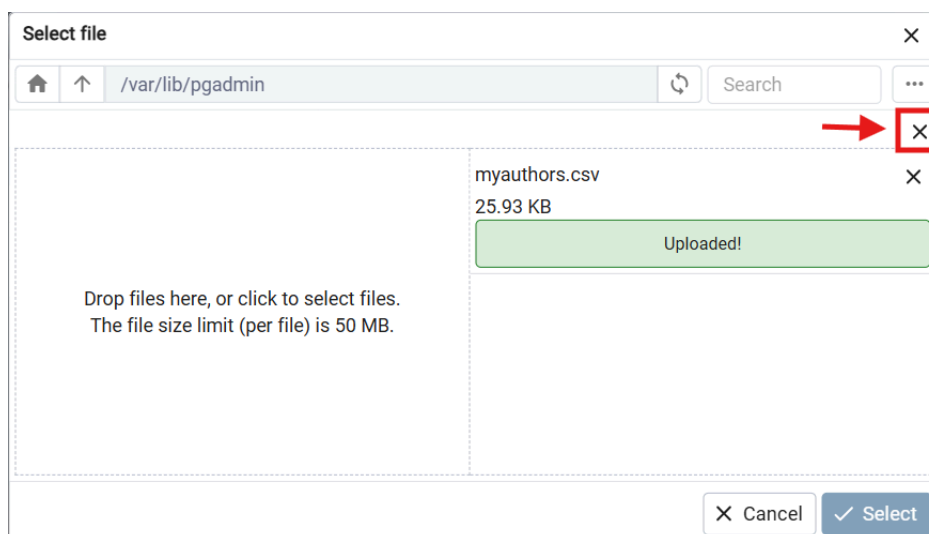 Select file
/var/lib/pgadmin
Search
myauthors.csv
25.93 KB
Uploaded!
Drop files here, or click to select files.
The file size limit (per file) is 50 MB.
Cancel
Select